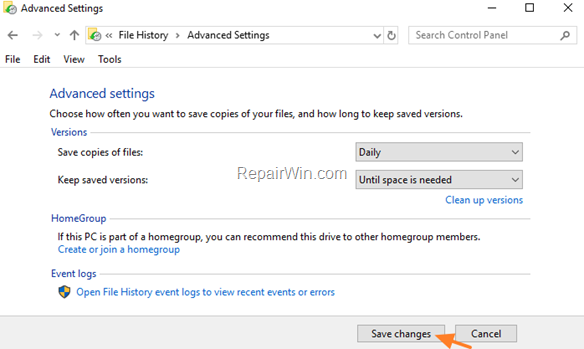 Advanced Settings
« File History > Advanced Settings
Search Control Panel
File Edit View Tools
Advanced settings
Choose how often you want to save copies of your files, and how long to keep saved versions.
Versions
Save copies of files: Daily
RepairWin.com
Keep saved versions: Until space is needed
Clean up versions
HomeGroup
If this PC is part of a homegroup, you can recommend this drive to other homegroup members.
Create or join a homegroup
Event logs
Open File History event logs to view recent events or errors
Save changes Cancel